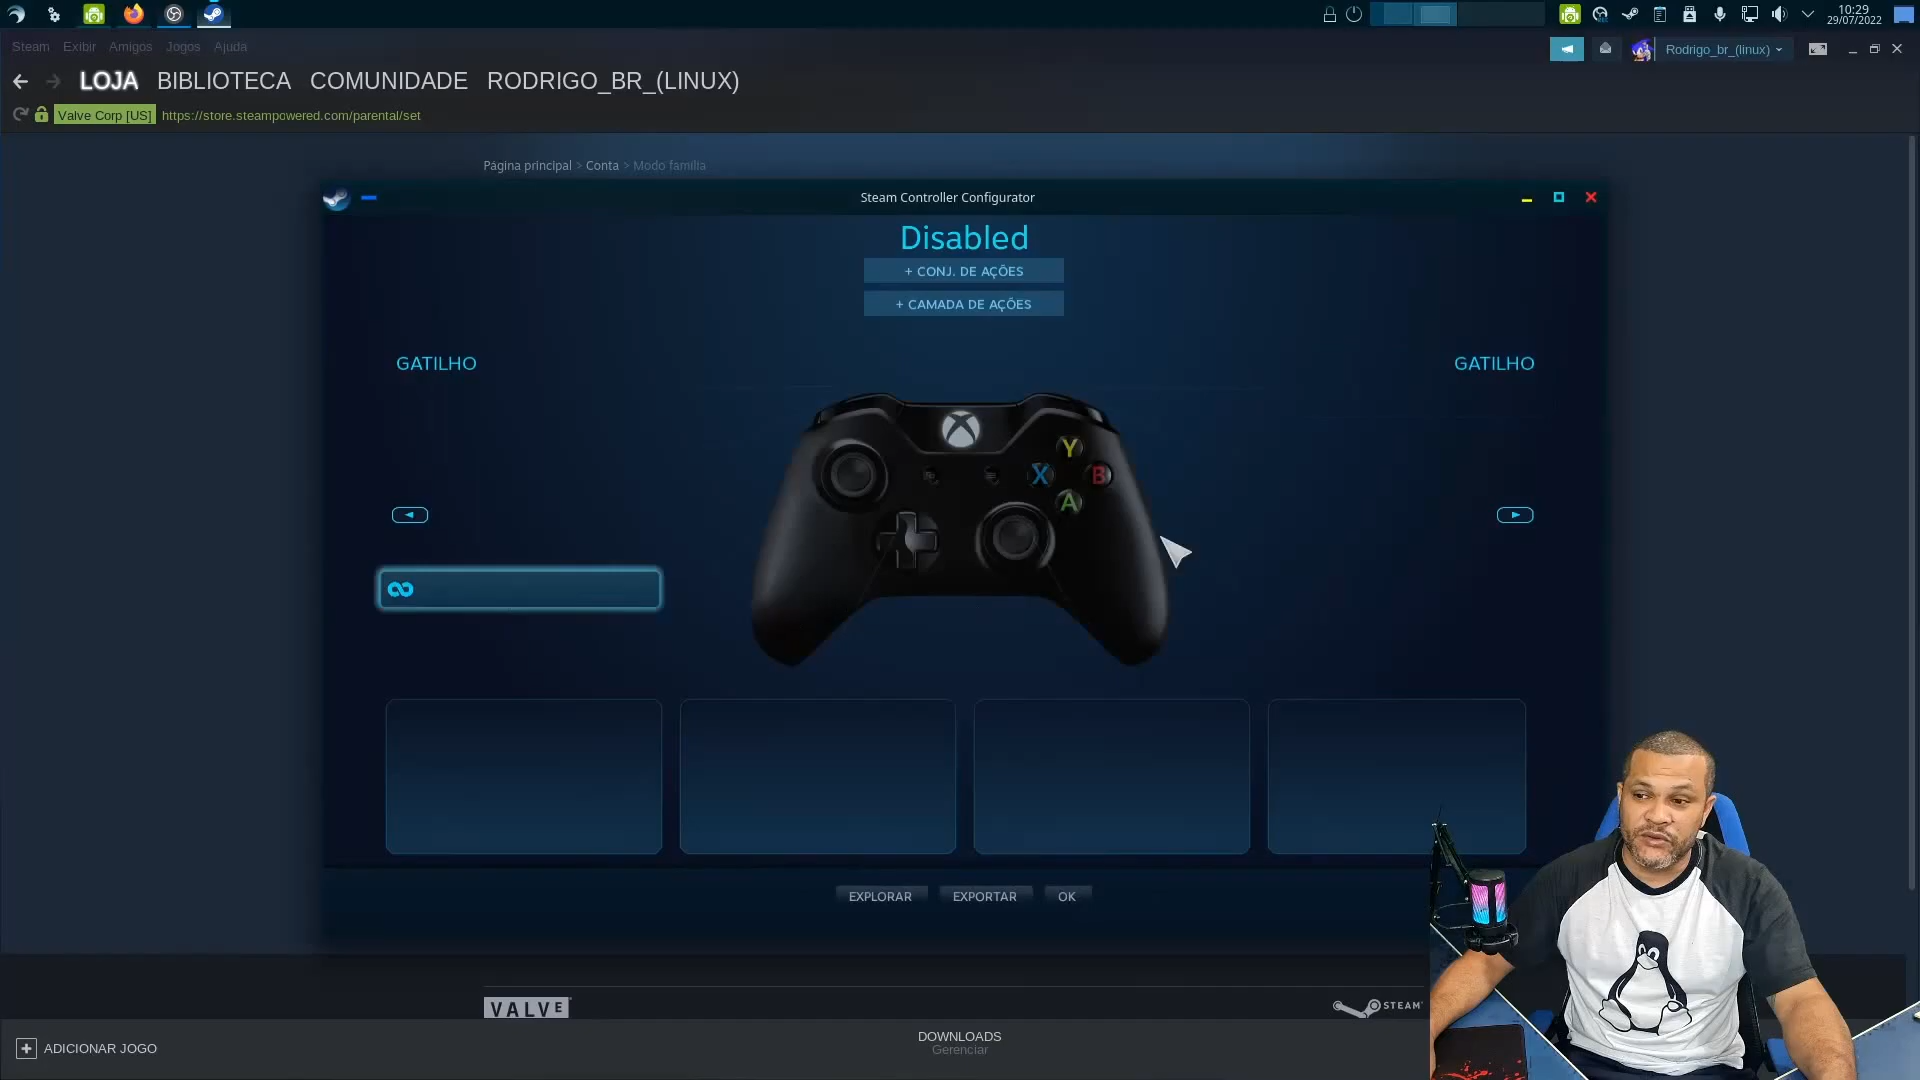 10:29
29/07/2022
Steam Exibir Amigos Jogos Ajuda
Rodrigo_br_(linux)
LOJA BIBLIOTECA COMUNIDADE RODRIGO_BR_(LINUX)
Valve Corp [US] https://store.steampowered.com/parental/set
Página principal > Conta > Modo família
Steam Controller Configurator
Disabled
+ CONJ. DE AÇÕES
+ CAMADA DE AÇÕES
GATILHO
GATILHO
Y
X
B
A
EXPLORAR
EXPORTAR
OK
VALVE
STEAM
ADICIONAR JOGO
DOWNLOADS
Gerenciar